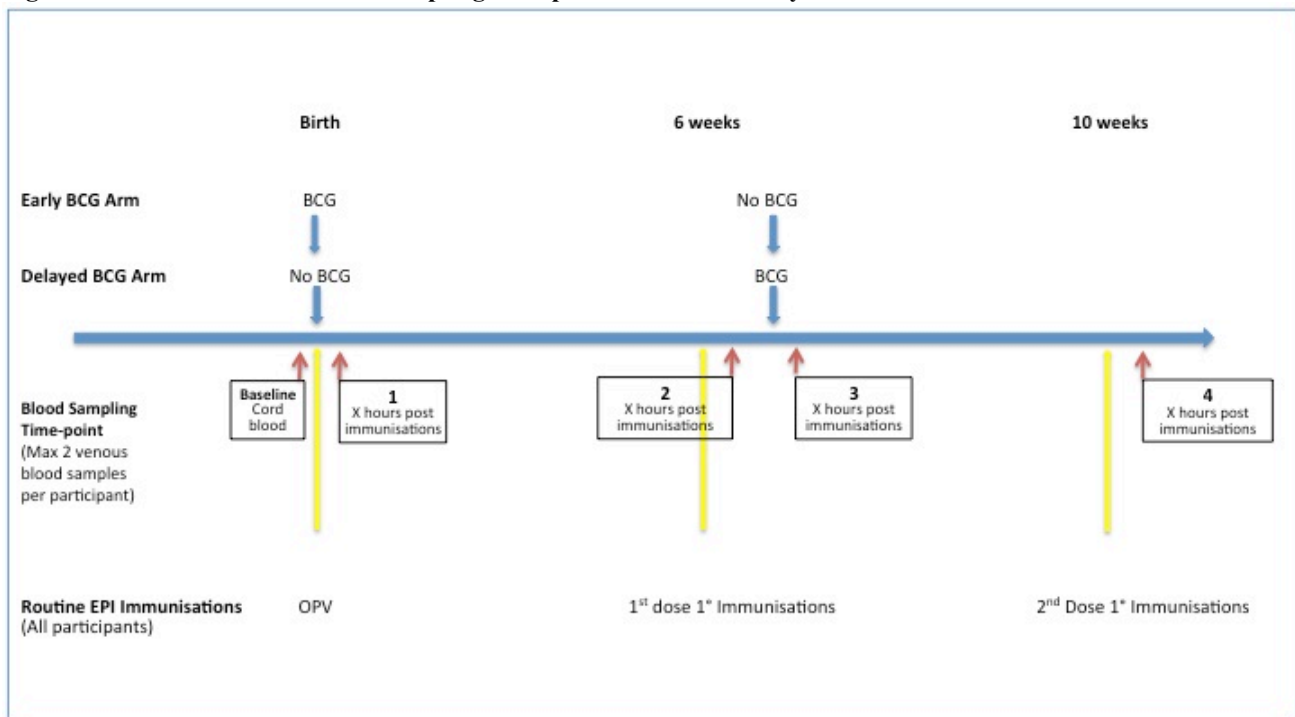 Birth
6 weeks
10 weeks
Early BCG Arm
BCG
No BCG
Delayed BCG Arm
No BCG
BCG
Baseline
Cord
blood
1
X hours post
immunisations
2
X hours post
immunisations
3
X hours post
immunisations
4
X hours post
immunisations
Blood Sampling
Time-point
(Max 2 venous
blood samples
per participant)
Routine EPI Immunisations
(All participants)
OPV
1st dose 1° Immunisations
2nd Dose 1° Immunisations